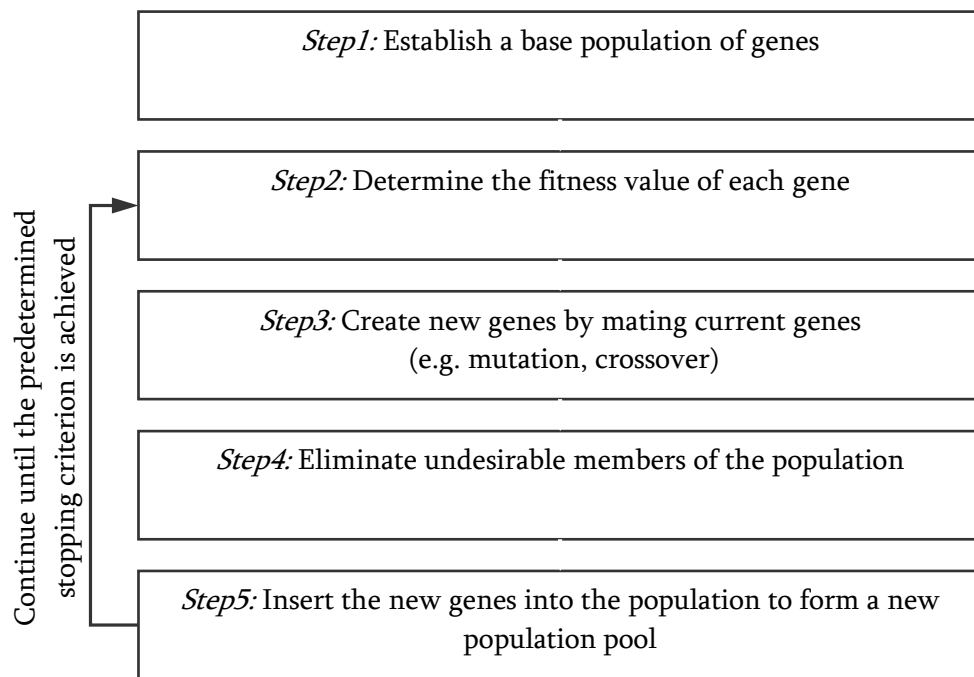 Step1: Establish a base population of genes
Step2: Determine the fitness value of each gene
Step3: Create new genes by mating current genes
(e.g. mutation, crossover)
Step4: Eliminate undesirable members of the population
Step5: Insert the new genes into the population to form a new
population pool
Continue until the predetermined
stopping criterion is achieved